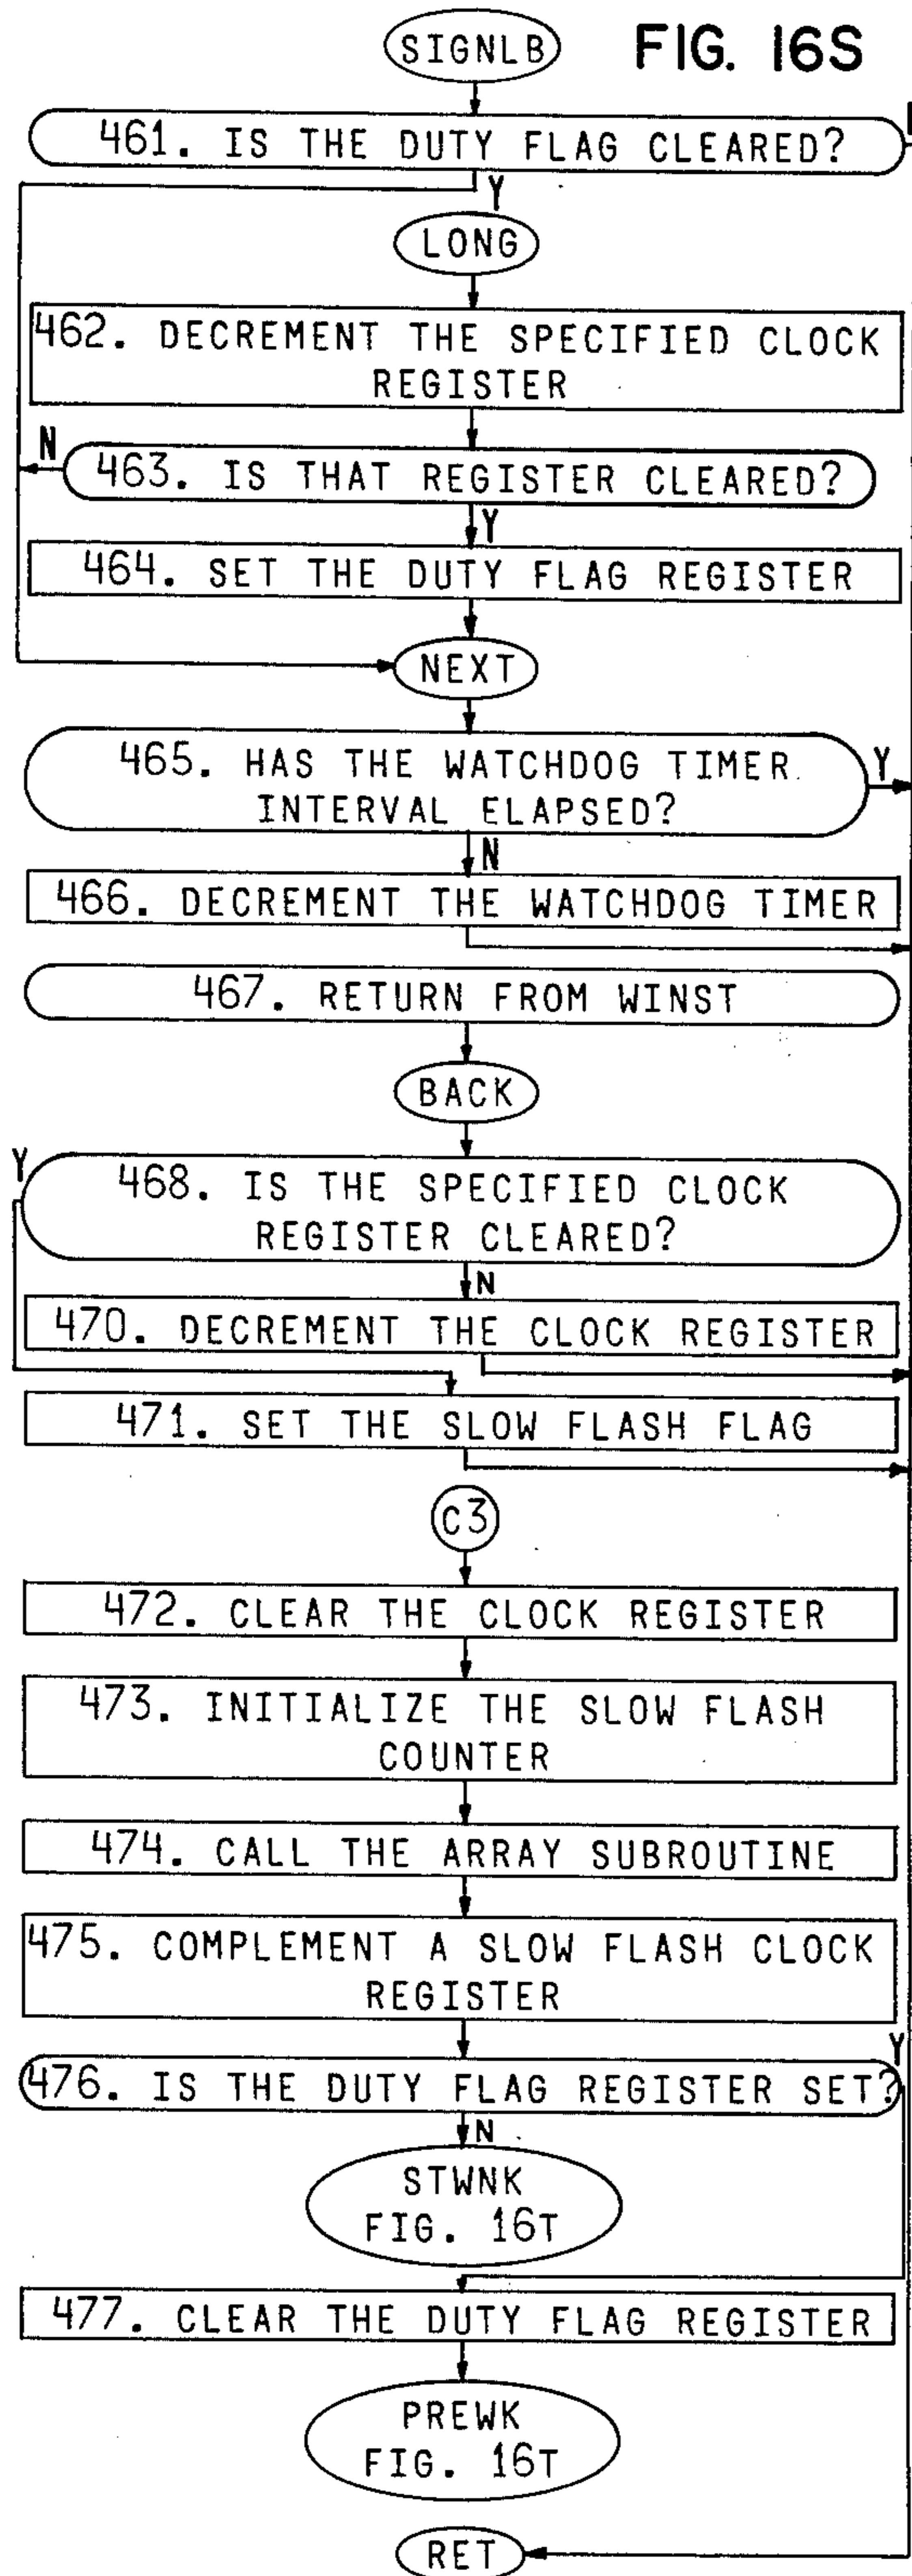 SIGNLB
FIG. 16S
461. IS THE DUTY FLAG CLEARED?
Y
LONG
462. DECREMENT THE SPECIFIED CLOCK
REGISTER
N
463. IS THAT REGISTER CLEARED?
Y
464. SET THE DUTY FLAG REGISTER
NEXT
465. HAS THE WATCHDOG TIMER
INTERVAL ELAPSED?
Y
N
466. DECREMENT THE WATCHDOG TIMER
467. RETURN FROM WINST
BACK
Y
468. IS THE SPECIFIED CLOCK
REGISTER CLEARED?
N
470. DECREMENT THE CLOCK REGISTER
471. SET THE SLOW FLASH FLAG
C3
472. CLEAR THE CLOCK REGISTER
473. INITIALIZE THE SLOW FLASH
COUNTER
474. CALL THE ARRAY SUBROUTINE
475. COMPLEMENT A SLOW FLASH CLOCK
REGISTER
Y
476. IS THE DUTY FLAG REGISTER SET?
N
STWNK
FIG. 16T
477. CLEAR THE DUTY FLAG REGISTER
PREWK
FIG. 16T
RET